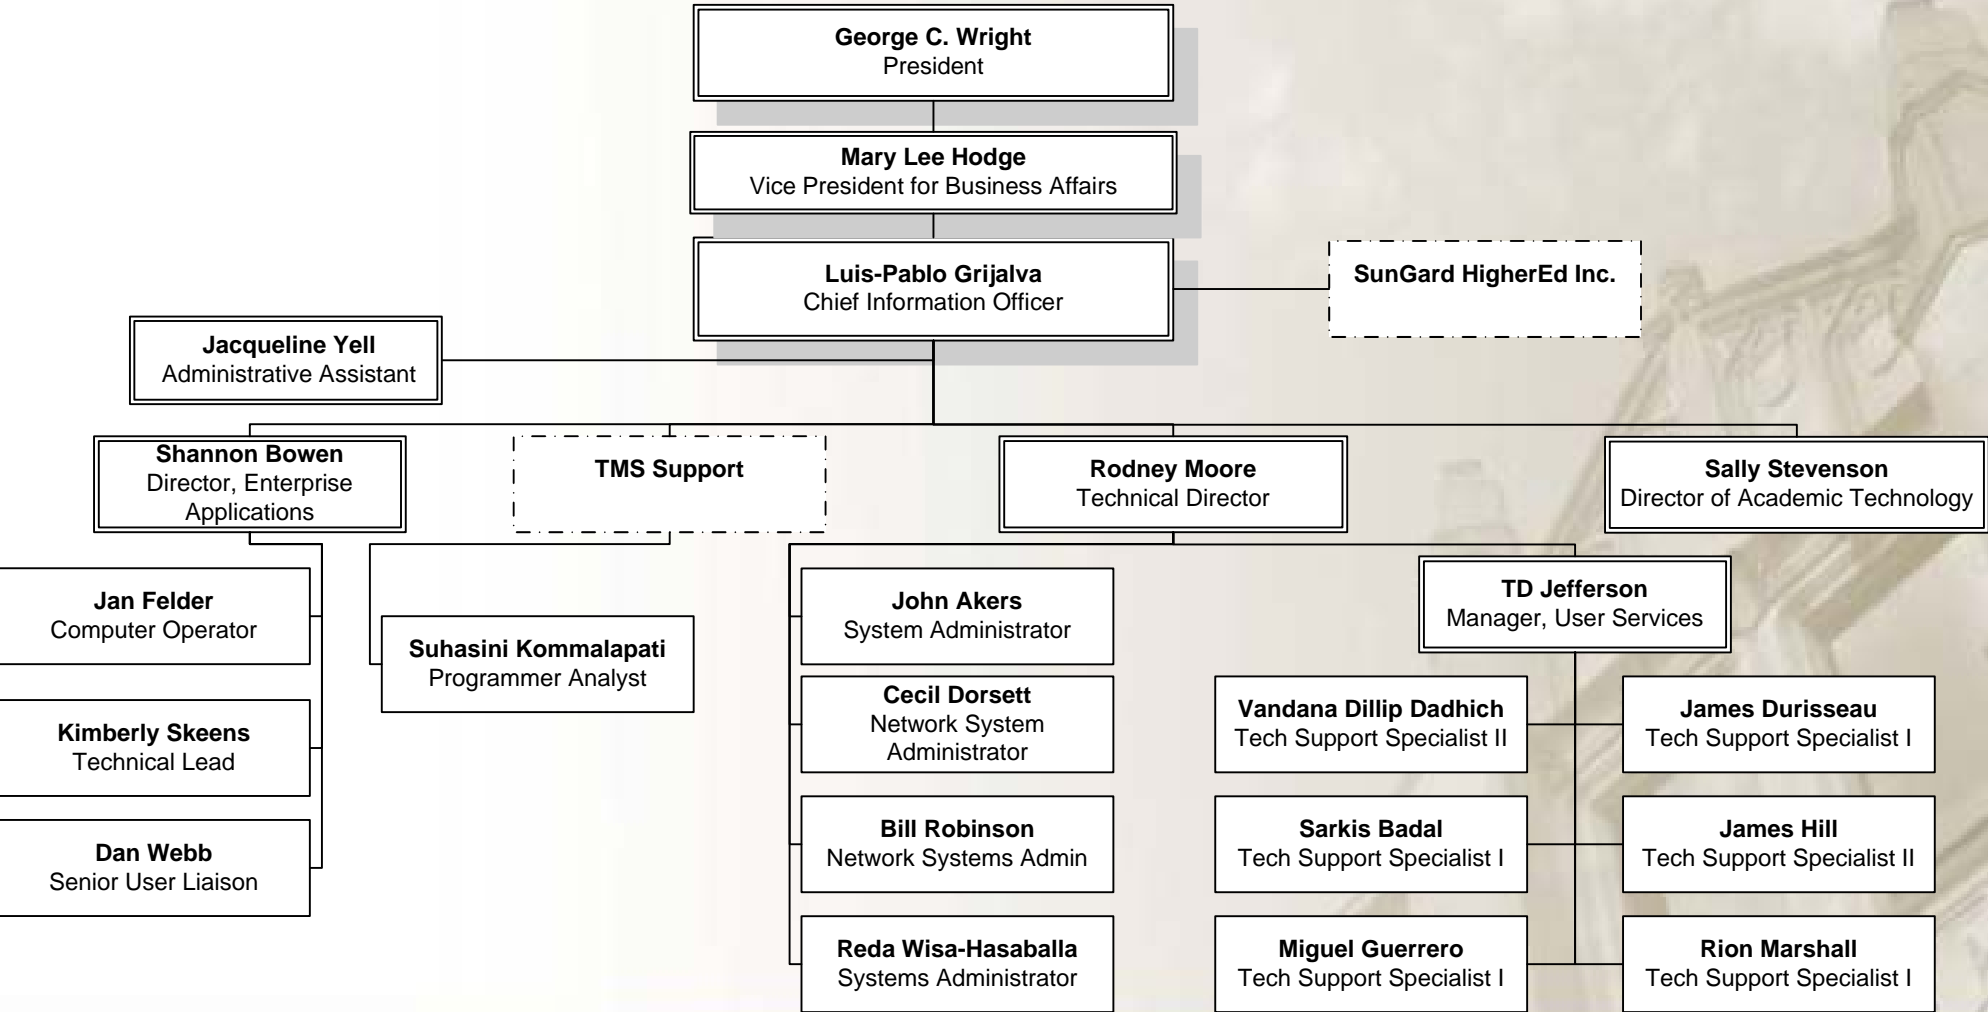 George C. Wright
President
Mary Lee Hodge
Vice President for Business Affairs
Luis-Pablo Grijalva
Chief Information Officer
SunGard HigherEd Inc.
Jacqueline Yell
Administrative Assistant
Shannon Bowen
Director, Enterprise
Applications
TMS Support
Rodney Moore
Technical Director
Sally Stevenson
Director of Academic Technology
Jan Felder
Computer Operator
Kimberly Skeens
Technical Lead
Dan Webb
Senior User Liaison
Suhasini Kommalapati
Programmer Analyst
John Akers
System Administrator
Cecil Dorsett
Network System
Administrator
Bill Robinson
Network Systems Admin
Reda Wisa-Hasaballa
Systems Administrator
TD Jefferson
Manager, User Services
Vandana Dillip Dadhich
Tech Support Specialist II
James Durisseau
Tech Support Specialist I
Sarkis Badal
Tech Support Specialist I
James Hill
Tech Support Specialist II
Miguel Guerrero
Tech Support Specialist I
Rion Marshall
Tech Support Specialist I